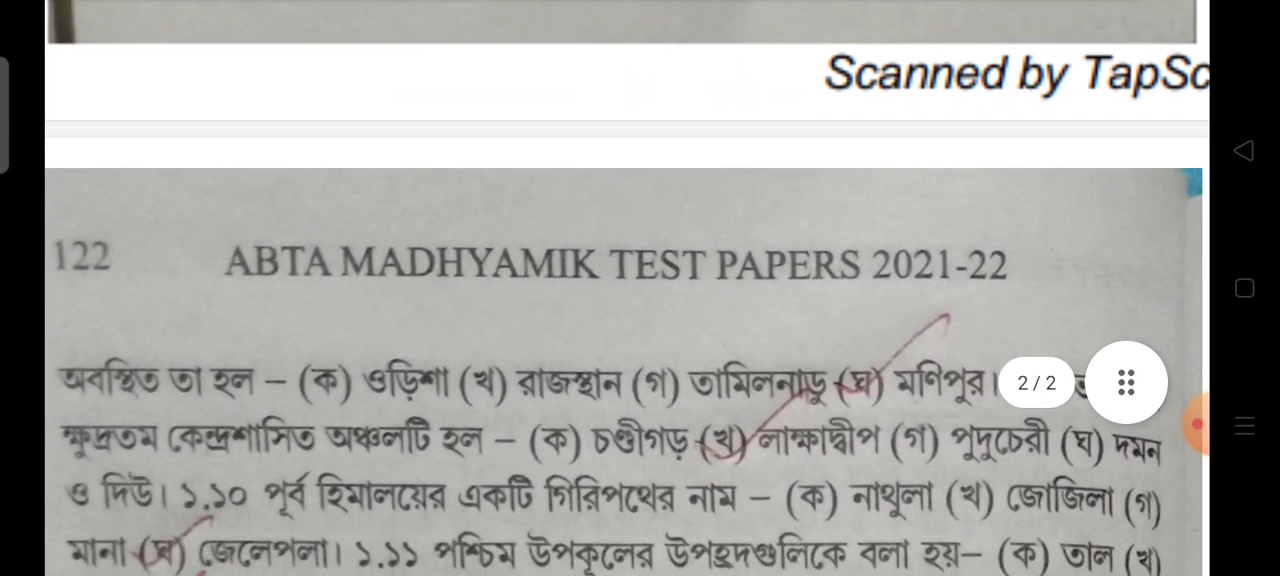 Scanned by TapSc
122 ABTA MADHYAMIK TEST PAPERS 2021-22
অবস্থিত তা হল – (ক) ওড়িশা (খ) রাজস্থান (গ) তামিলনাড়ু (ঘ) মণিপুর।
2/2
ক্ষুদ্রতম কেন্দ্রশাসিত অঞ্চলটি হল – (ক) চণ্ডীগড় (খ) লাক্ষাদ্বীপ (গ) পুদুচেরী (ঘ) দমন
ও দিউ। ১.১০ পূর্ব হিমালয়ের একটি গিরিপথের নাম – (ক) নাথুলা (খ) জোজিলা (গ)
মানা (ঘ) জেলেপলা। ১.১১ পশ্চিম উপকূলের উপহ্রদগুলিকে বলা হয়– (ক) তাল (খ)